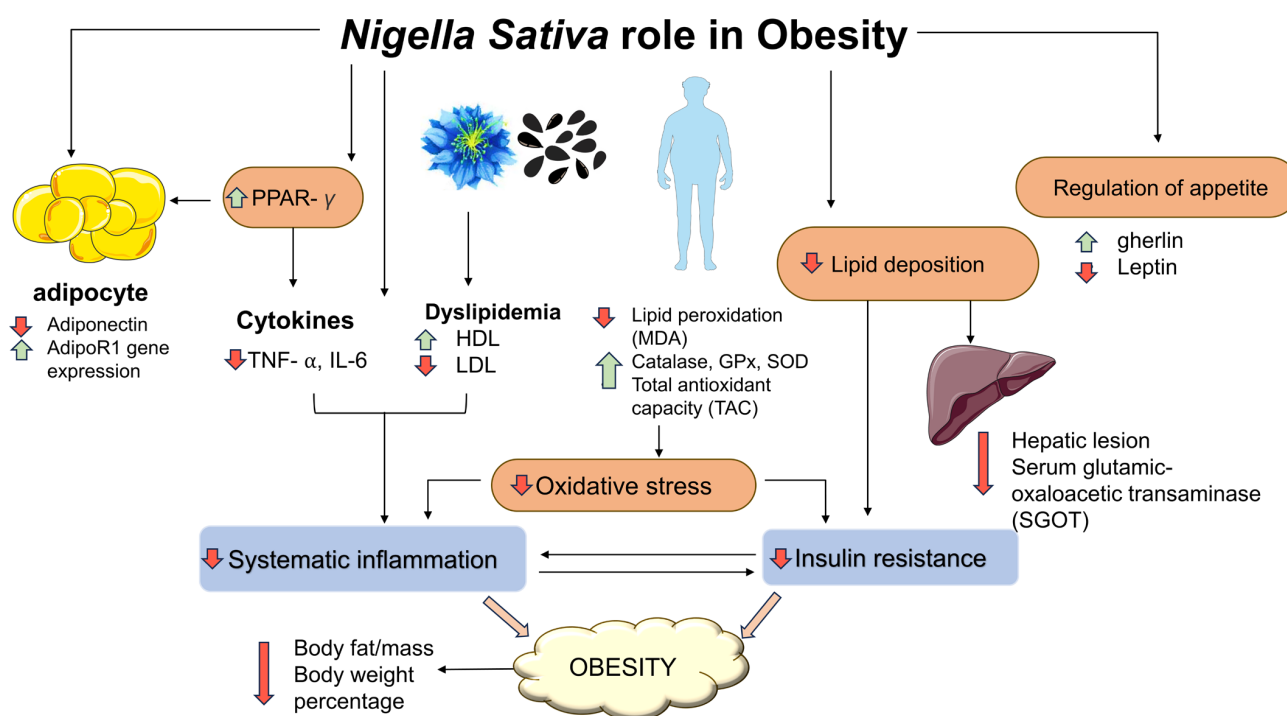 Nigella Sativa role in Obesity
PPAR- γ
adipocyte
Adiponectin
AdipoR1 gene
expression
Cytokines
TNF- α, IL-6
Dyslipidemia
HDL
LDL
Lipid peroxidation
(MDA)
Catalase, GPx, SOD
Total antioxidant
capacity (TAC)
Lipid deposition
Regulation of appetite
gherlin
Leptin
Hepatic lesion
Serum glutamic-
oxaloacetic transaminase
(SGOT)
Oxidative stress
Systematic inflammation
Insulin resistance
Body fat/mass
Body weight
percentage
OBESITY